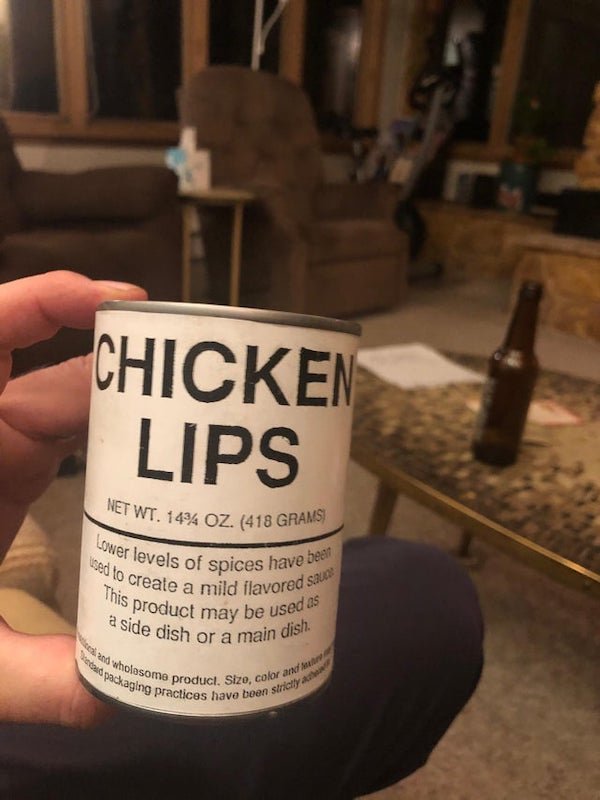 CHICKEN
LIPS
NET WT. 14¾ OZ. (418 GRAMS)
Lower levels of spices have been
used to create a mild flavored sauce.
This product may be used as
a side dish or a main dish.
and wholesome product. Size, color and texture
Standard packaging practices have been strictly adhered